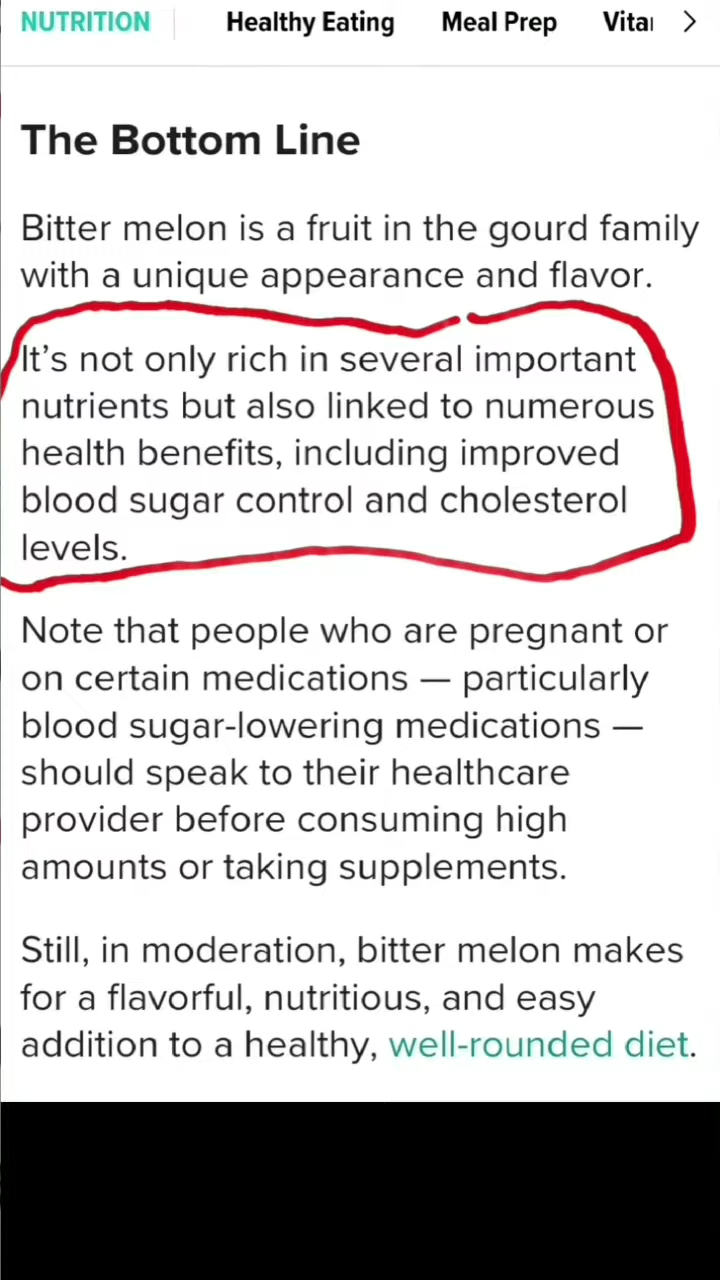 NUTRITION Healthy Eating Meal Prep
The Bottom Line
Bitter melon is a fruit in the gourd family
with a unique appearance and flavor.
It’s not only rich in several important
nutrients but also linked to numerous
health benefits, including improved
blood sugar control and cholesterol
levels.
Note that people who are pregnant or
on certain medications — particularly
blood sugar-lowering medications —
should speak to their healthcare
provider before consuming high
amounts or taking supplements.
Still, in moderation, bitter melon makes
for a flavorful, nutritious, and easy
addition to a healthy, well-rounded diet.